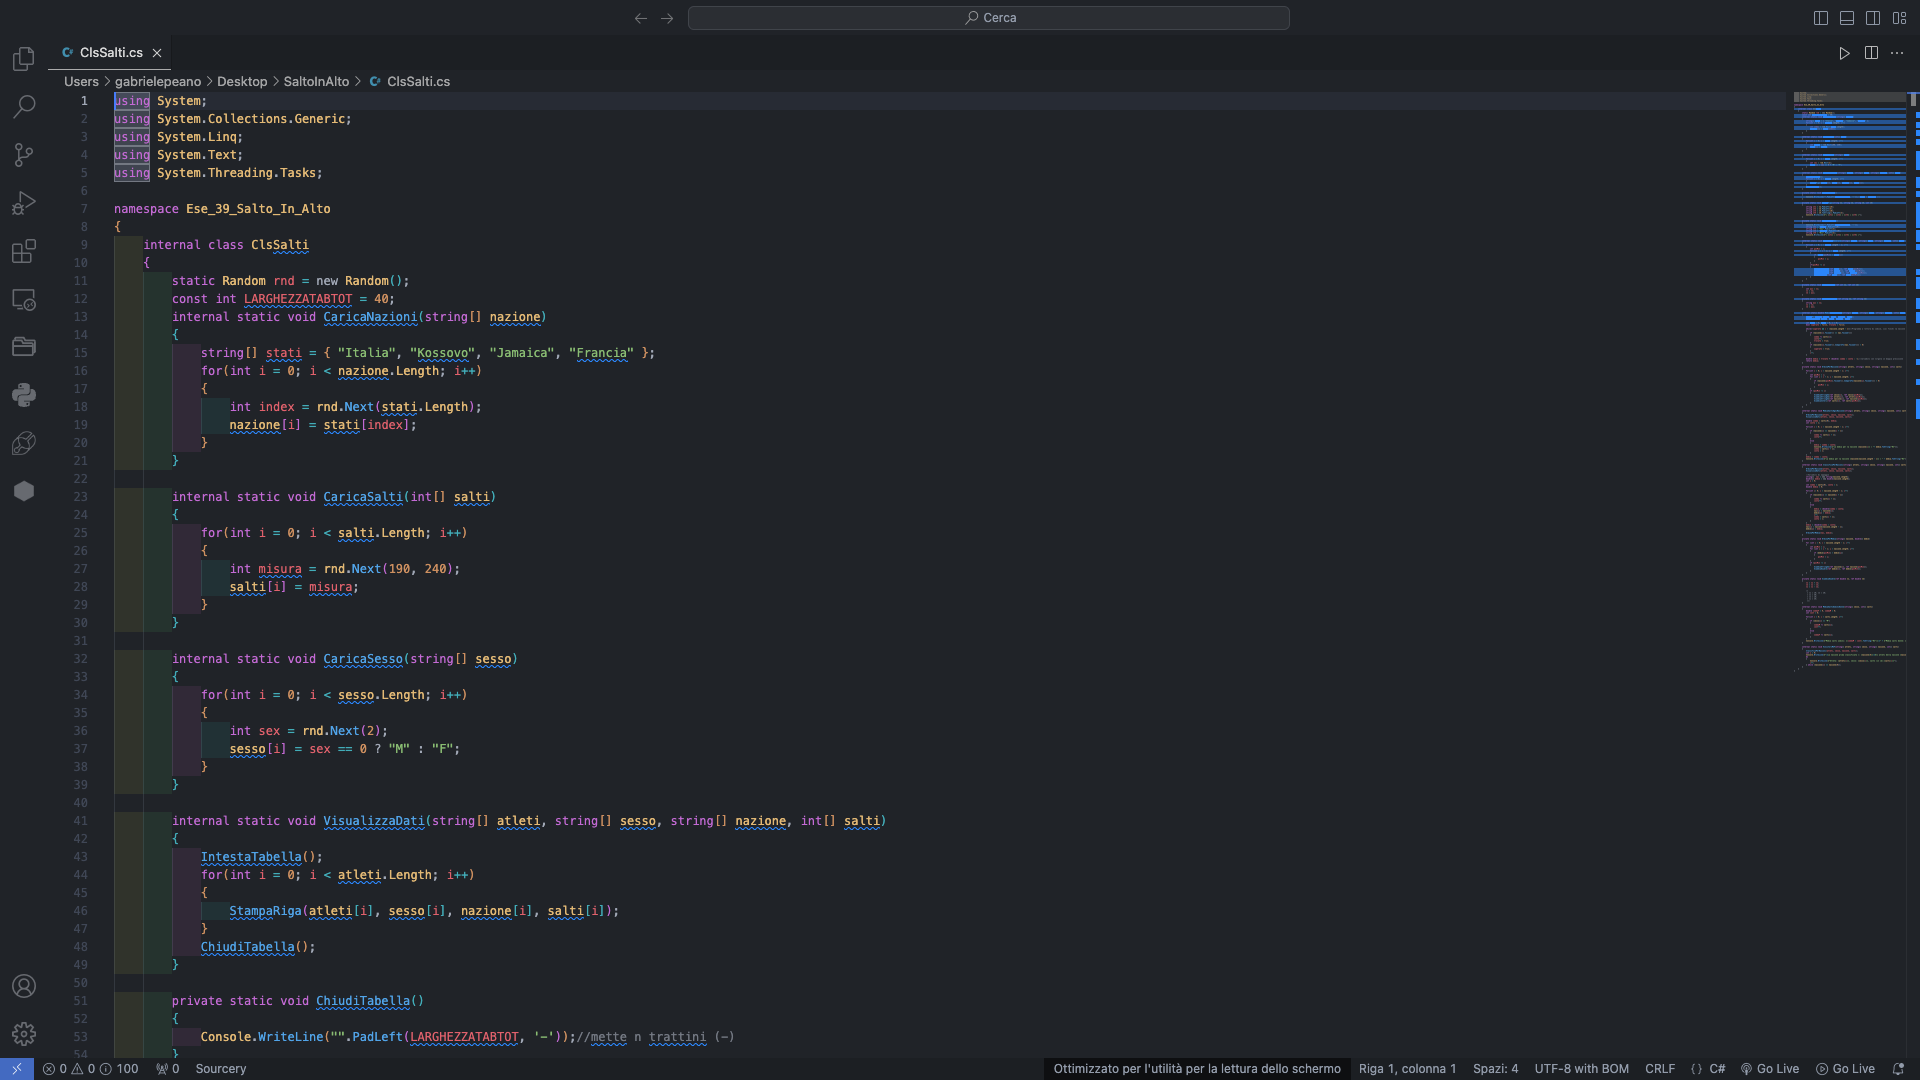 Cerca
ClsSalti.cs
Users > gabrielepeano > Desktop > SaltoInAlto > ClsSalti.cs
1 using System;
2 using System.Collections.Generic;
3 using System.Linq;
4 using System.Text;
5 using System.Threading.Tasks;
6
7 namespace Ese_39_Salto_In_Alto
8 {
9 internal class ClsSalti
10 {
11 static Random rnd = new Random();
12 const int LARGHEZZATABTOT = 40;
13 internal static void CaricaNazioni(string[] nazione)
14 {
15 string[] stati = { "Italia", "Kossovo", "Jamaica", "Francia" };
16 for(int i = 0; i < nazione.Length; i++)
17 {
18 int index = rnd.Next(stati.Length);
19 nazione[i] = stati[index];
20 }
21 }
22
23 internal static void CaricaSalti(int[] salti)
24 {
25 for(int i = 0; i < salti.Length; i++)
26 {
27 int misura = rnd.Next(190, 240);
28 salti[i] = misura;
29 }
30 }
31
32 internal static void CaricaSesso(string[] sesso)
33 {
34 for(int i = 0; i < sesso.Length; i++)
35 {
36 int sex = rnd.Next(2);
37 sesso[i] = sex == 0 ? "M" : "F";
38 }
39 }
40
41 internal static void VisualizzaDati(string[] atleti, string[] sesso, string[] nazione, int[] salti)
42 {
43 IntestaTabella();
44 for(int i = 0; i < atleti.Length; i++)
45 {
46 StampaRiga(atleti[i], sesso[i], nazione[i], salti[i]);
47 }
48 ChiudiTabella();
49 }
50
51 private static void ChiudiTabella()
52 {
53 Console.WriteLine("".PadLeft(LARGHEZZATABTOT, '-'));//mette n trattini (-)
54 }
0 0 100 0 Sourcery Ottimizzato per l'utilità per la lettura dello schermo Riga 1, colonna 1 Spazi: 4 UTF-8 with BOM CRLF {} C# Go Live Go Live